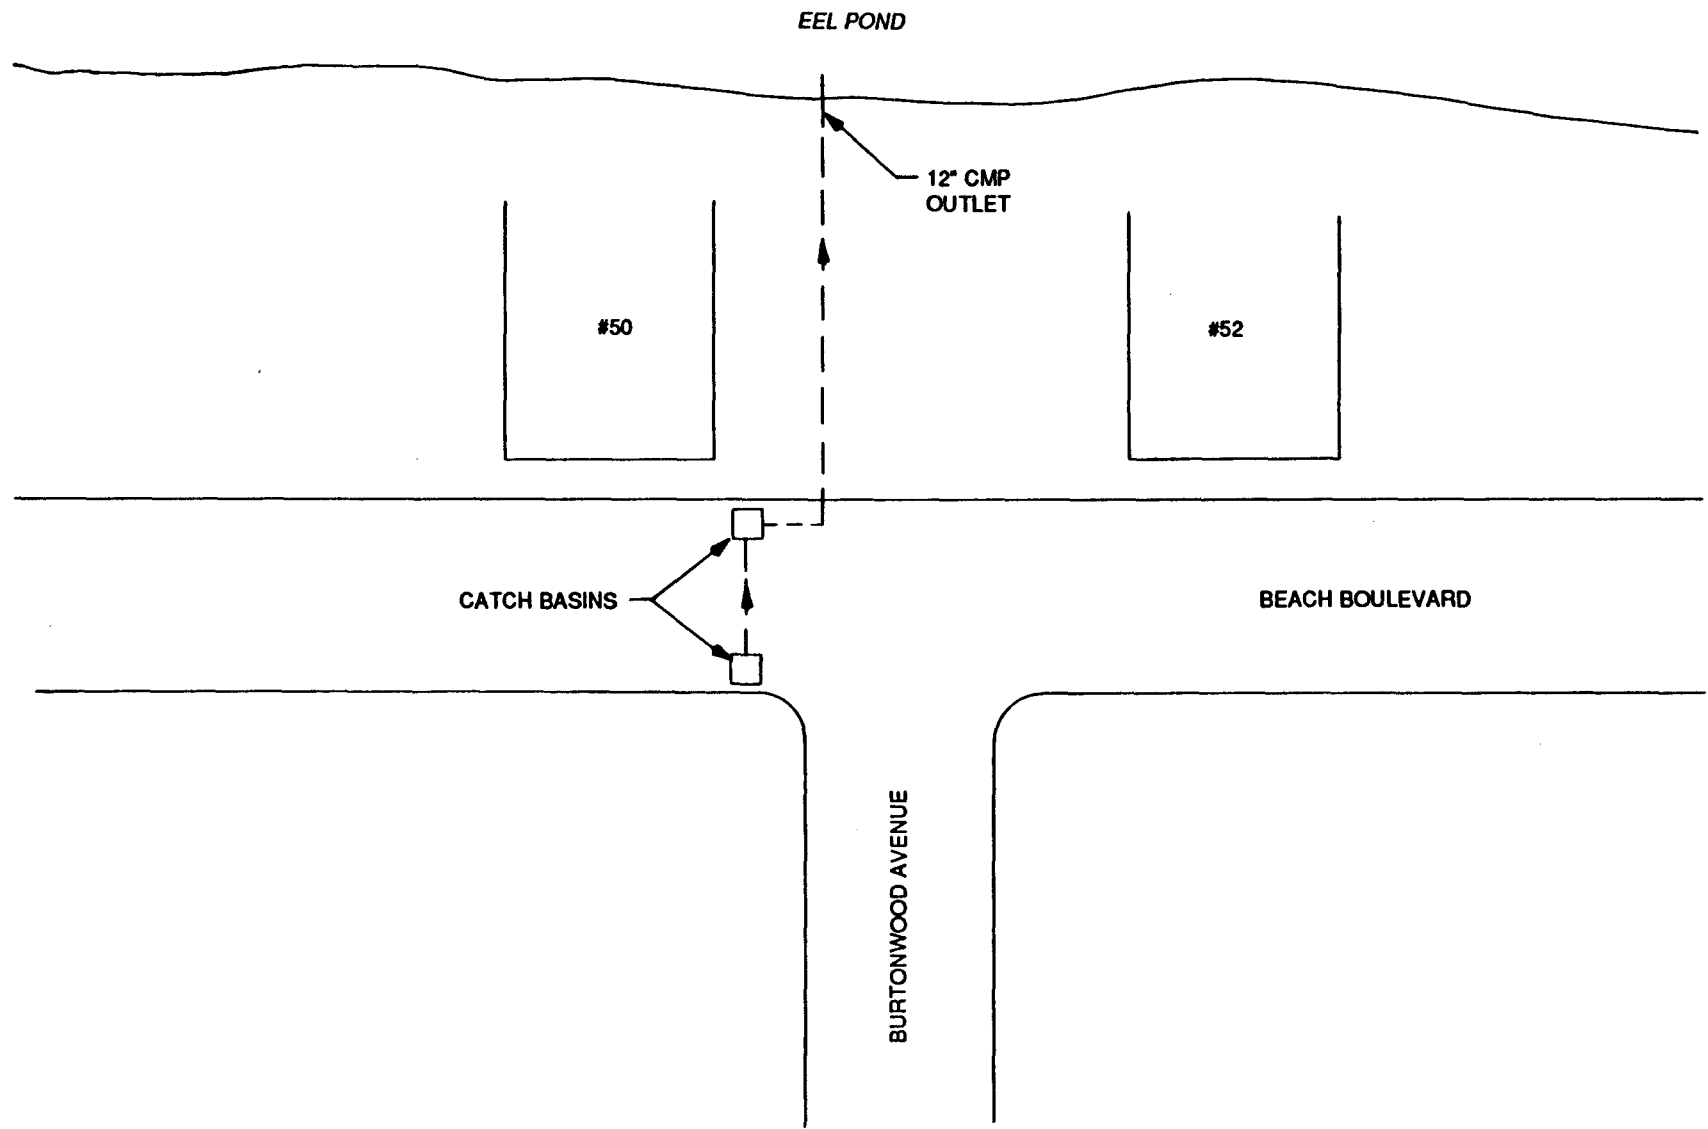 EEL POND
12" CMP
OUTLET
#50
#52
CATCH BASINS
BEACH BOULEVARD
BURTONWOOD AVENUE